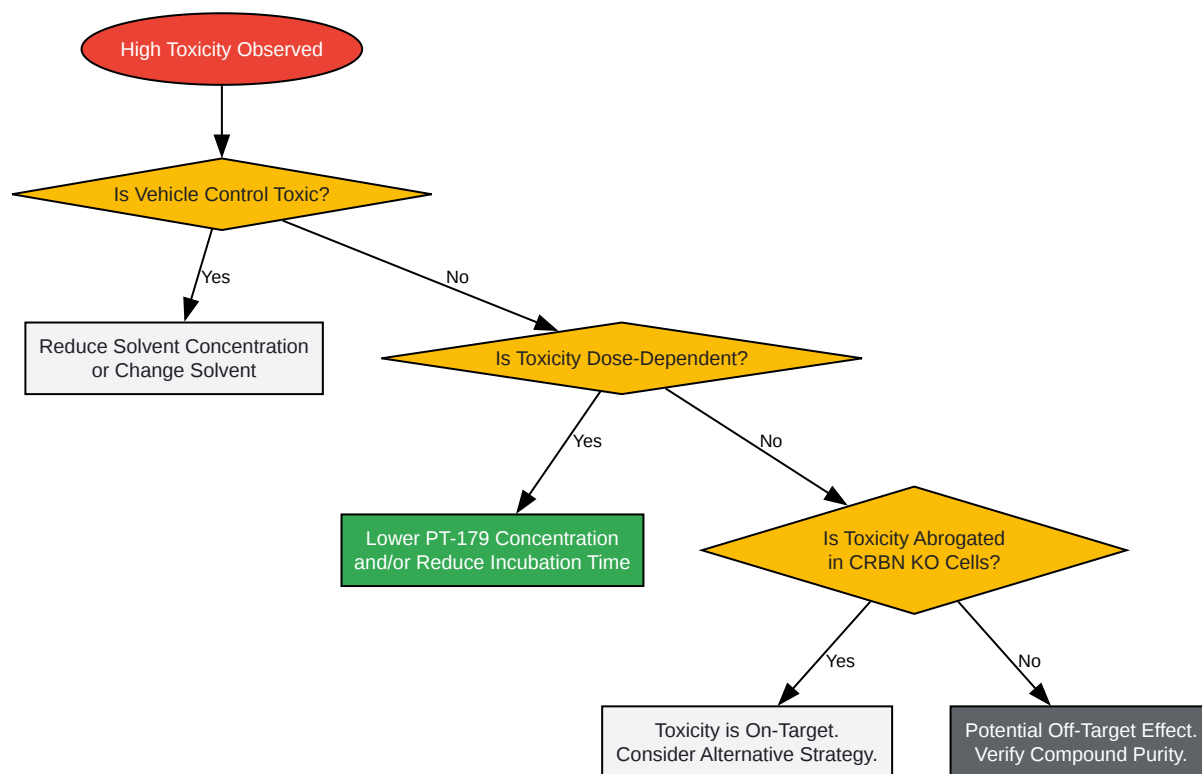 High Toxicity Observed
Is Vehicle Control Toxic?
Yes
No
Reduce Solvent Concentration
or Change Solvent
Is Toxicity Dose-Dependent?
Yes
No
Lower PT-179 Concentration
and/or Reduce Incubation Time
Is Toxicity Abrogated
in CRBN KO Cells?
Yes
No
Toxicity is On-Target.
Consider Alternative Strategy.
Potential Off-Target Effect.
Verify Compound Purity.